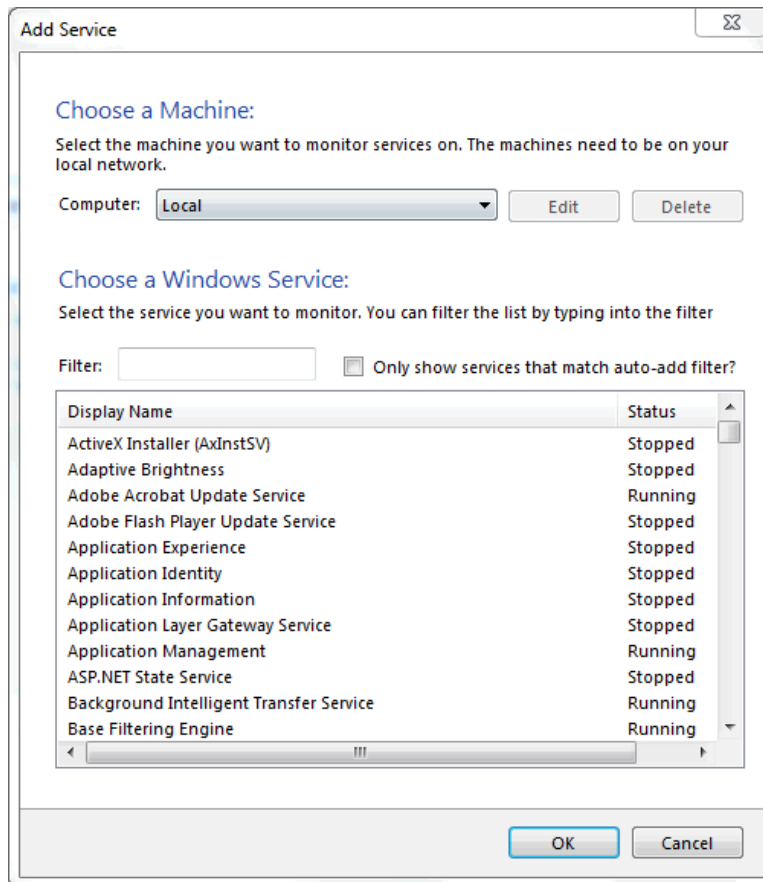 Add Service
Choose a Machine:
Select the machine you want to monitor services on. The machines need to be on your
local network.
Computer: Local Edit Delete
Choose a Windows Service:
Select the service you want to monitor. You can filter the list by typing into the filter
Filter: Only show services that match auto-add filter?
Display Name Status
ActiveX Installer (AxInstSV) Stopped
Adaptive Brightness Stopped
Adobe Acrobat Update Service Running
Adobe Flash Player Update Service Stopped
Application Experience Stopped
Application Identity Stopped
Application Information Stopped
Application Layer Gateway Service Stopped
Application Management Running
ASP.NET State Service Stopped
Background Intelligent Transfer Service Running
Base Filtering Engine Running
OK Cancel